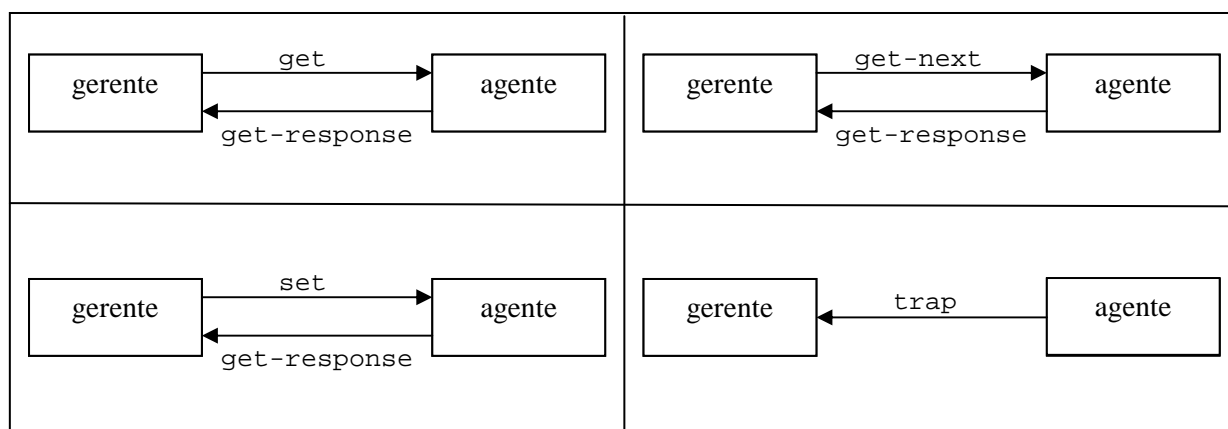 get
gerente agente
get-response
get-next
gerente agente
get-response
set
gerente agente
get-response
trap
gerente agente